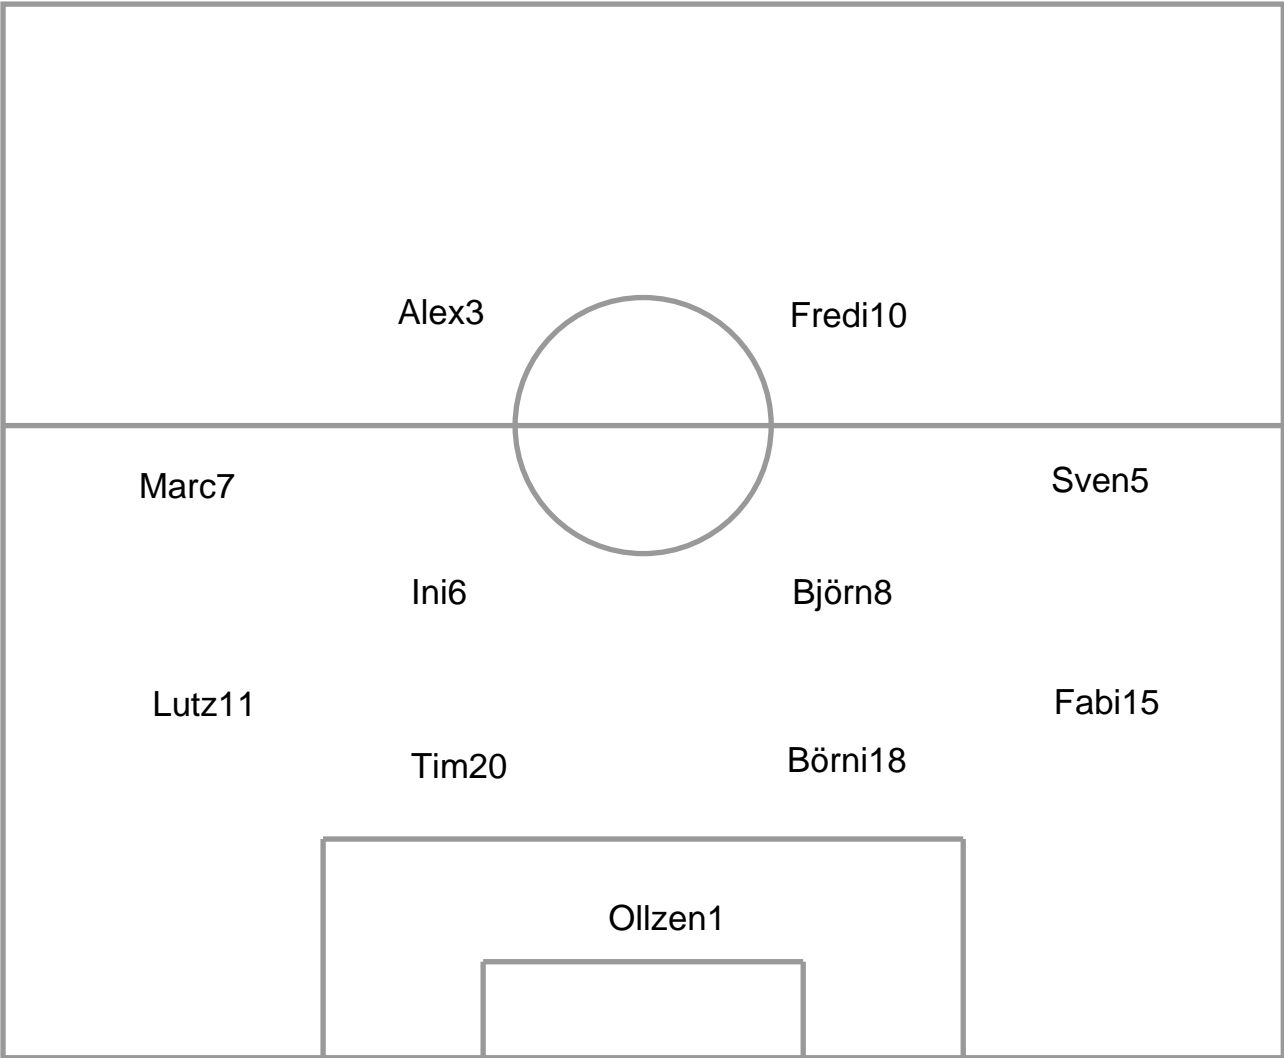 Alex3
Fredi10
Marc7
Sven5
Ini6
Björn8
Lutz11
Fabi15
Tim20
Börni18
Ollzen1